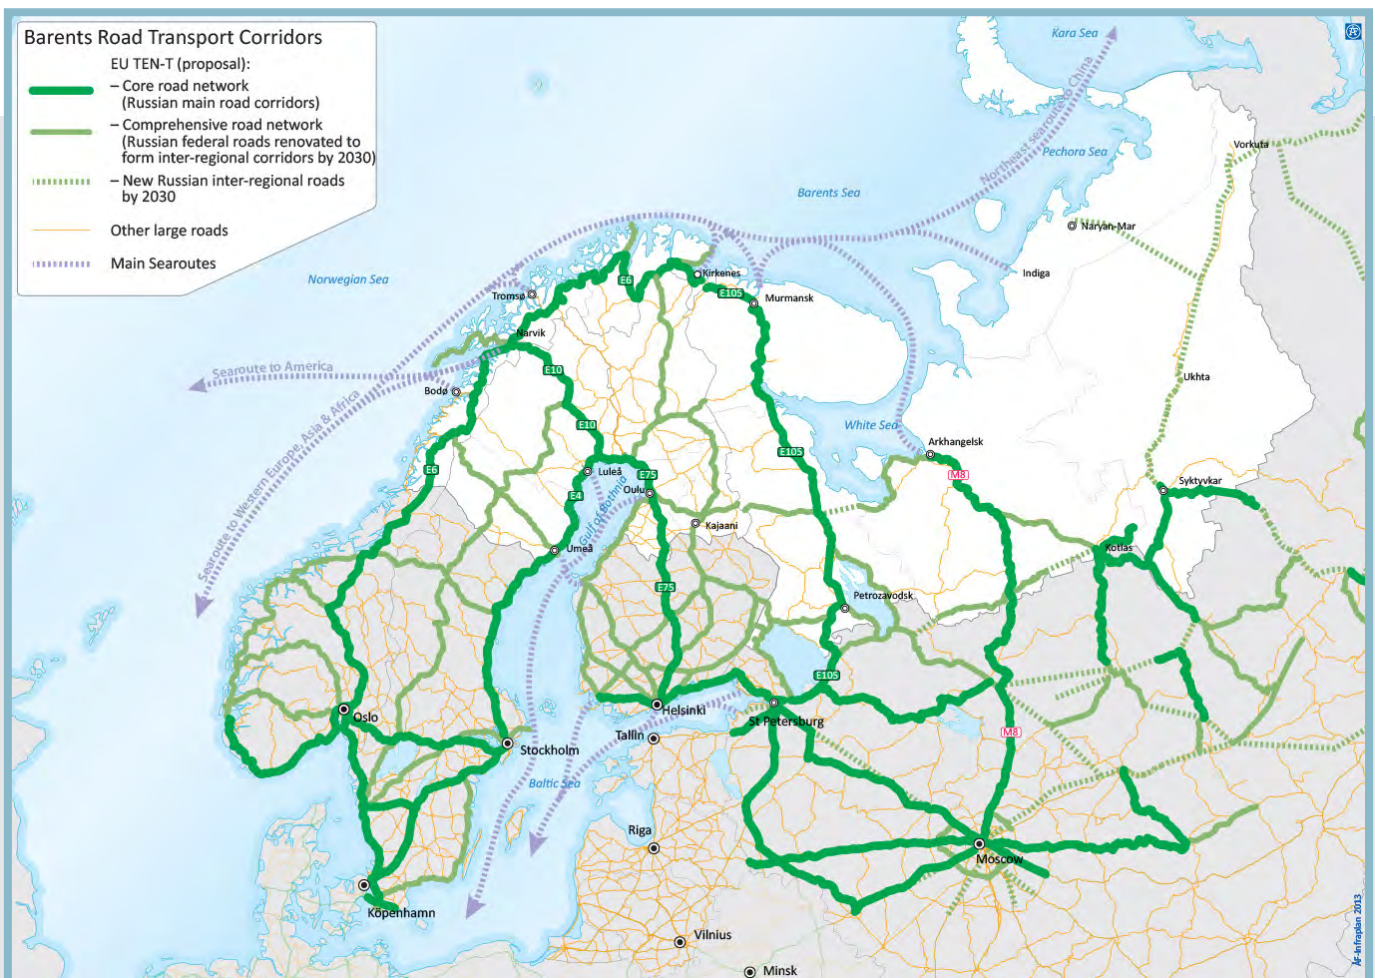 Barents Road Transport Corridors
EU TEN-T (proposal):
– Core road network
(Russian main road corridors)
– Comprehensive road network
(Russian federal roads renovated to
form inter-regional corridors by 2030)
– New Russian inter-regional roads
by 2030
Other large roads
Main Searoutes
Kara Sea
Northeast searoute to China
Pechora Sea
Vorkuta
Barents Sea
Naryan-Mar
Norwegian Sea
Kirkenes
Indiga
E6
E105
Tromsø
Murmansk
Narvik
Searoute to America
E10
Ukhta
Bodø
Searoute to Western Europe, Asia & Africa
E10
White Sea
Arkhangelsk
E105
E6
Luleå
E75
M8
Syktyvkar
Oulu
E4
Gulf of Bothnia
Kajaani
Umeå
Kotlas
E75
Petrozavodsk
E105
Oslo
Helsinki
St Petersburg
Tallin
M8
Stockholm
Baltic Sea
Riga
Moscow
Köpenhamn
Vilnius
Minsk
ÅF
ÅF-Infraplan 2013